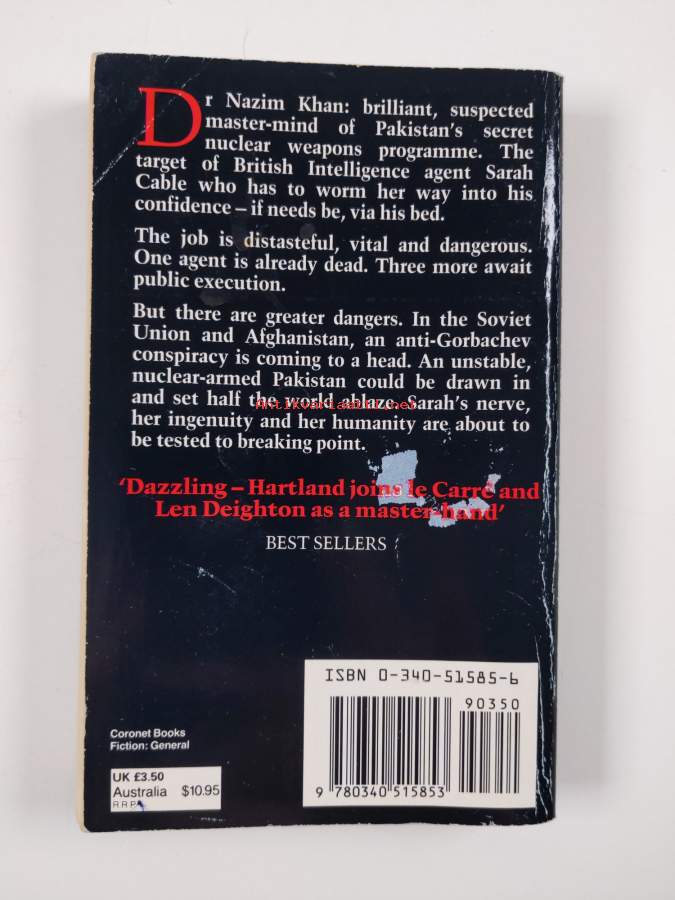 Dr Nazim Khan: brilliant, suspected
master-mind of Pakistan's secret
nuclear weapons programme. The
target of British Intelligence agent Sarah
Cable who has to worm her way into his
confidence – if needs be, via his bed.
The job is distasteful, vital and dangerous.
One agent is already dead. Three more await
public execution.
But there are greater dangers. In the Soviet
Union and Afghanistan, an anti-Gorbachev
conspiracy is coming to a head. An unstable,
nuclear-armed Pakistan could be drawn in
and set half the world ablaze. Sarah's nerve,
Antikvariaatti.net
her ingenuity and her humanity are about to
be tested to breaking point.
'Dazzling – Hartland joins le Carré and
Len Deighton as a master-hand'
BEST SELLERS
ISBN 0-340-51585-6
90350
9 780340 515853
Coronet Books
Fiction: General
UK £3.50
Australia $10.95
R R P